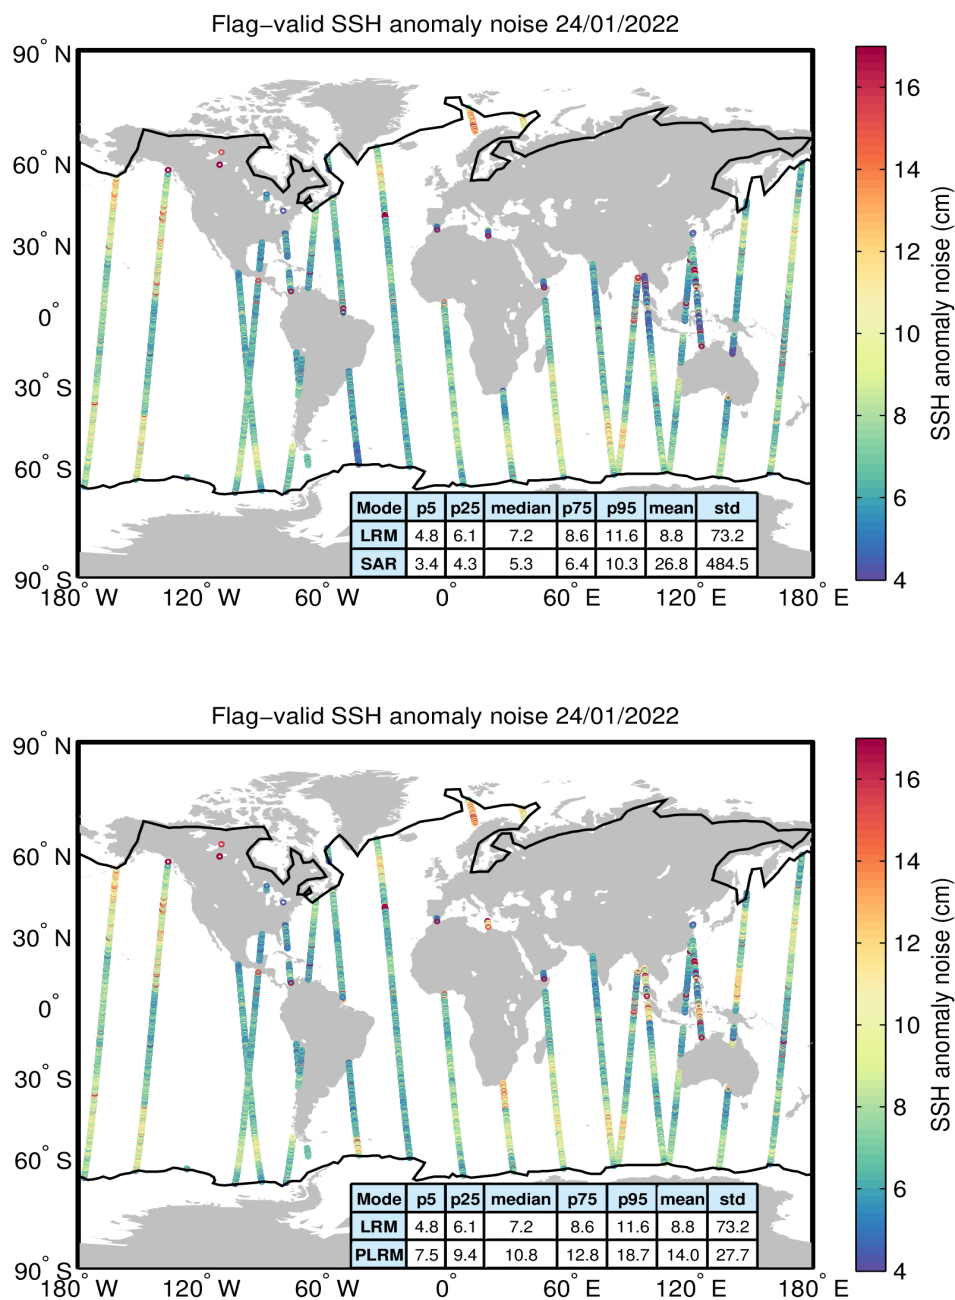 Flag−valid SSH anomaly noise 24/01/2022
90° N
60° N
30° N
0°
30° S
60° S
90° S
180° W 120° W 60° W 0° 60° E 120° E 180° E
Mode p5 p25 median p75 p95 mean std
LRM 4.8 6.1 7.2 8.6 11.6 8.8 73.2
SAR 3.4 4.3 5.3 6.4 10.3 26.8 484.5
16
14
12
10
8
6
4
SSH anomaly noise (cm)
Flag−valid SSH anomaly noise 24/01/2022
90° N
60° N
30° N
0°
30° S
60° S
90° S
180° W 120° W 60° W 0° 60° E 120° E 180° E
Mode p5 p25 median p75 p95 mean std
LRM 4.8 6.1 7.2 8.6 11.6 8.8 73.2
PLRM 7.5 9.4 10.8 12.8 18.7 14.0 27.7
16
14
12
10
8
6
4
SSH anomaly noise (cm)